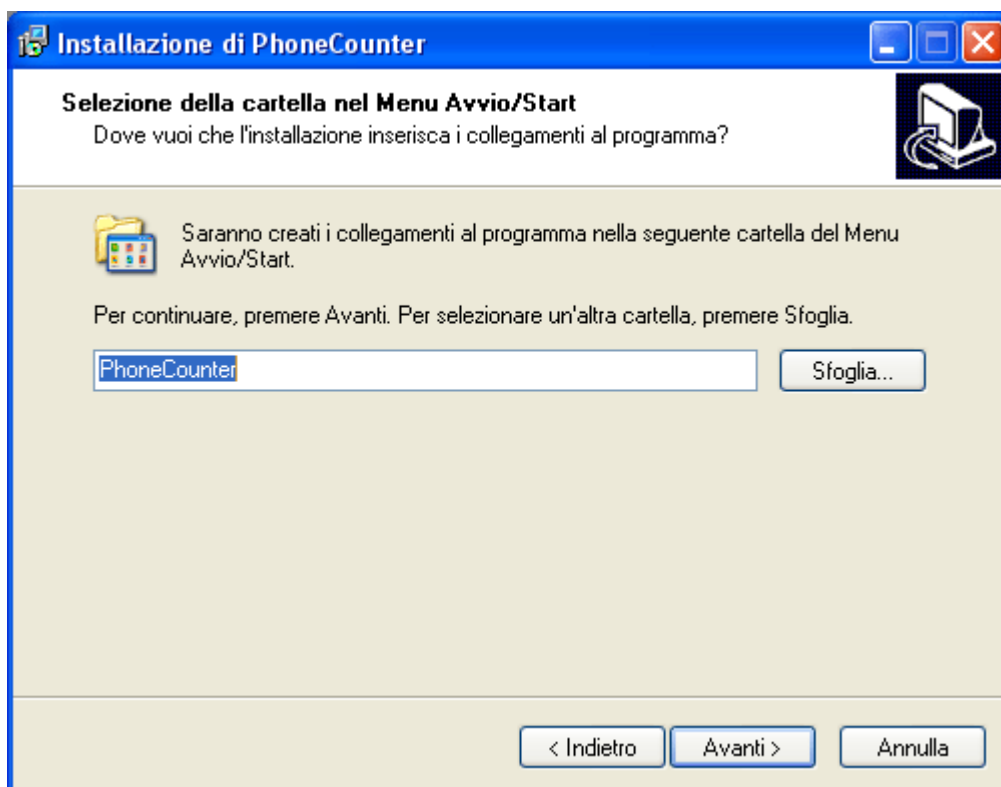 Installazione di PhoneCounter
Selezione della cartella nel Menu Avvio/Start
Dove vuoi che l'installazione inserisca i collegamenti al programma?
Saranno creati i collegamenti al programma nella seguente cartella del Menu
Avvio/Start.
Per continuare, premere Avanti. Per selezionare un'altra cartella, premere Sfoglia.
PhoneCounter
Sfoglia...
< Indietro
Avanti >
Annulla